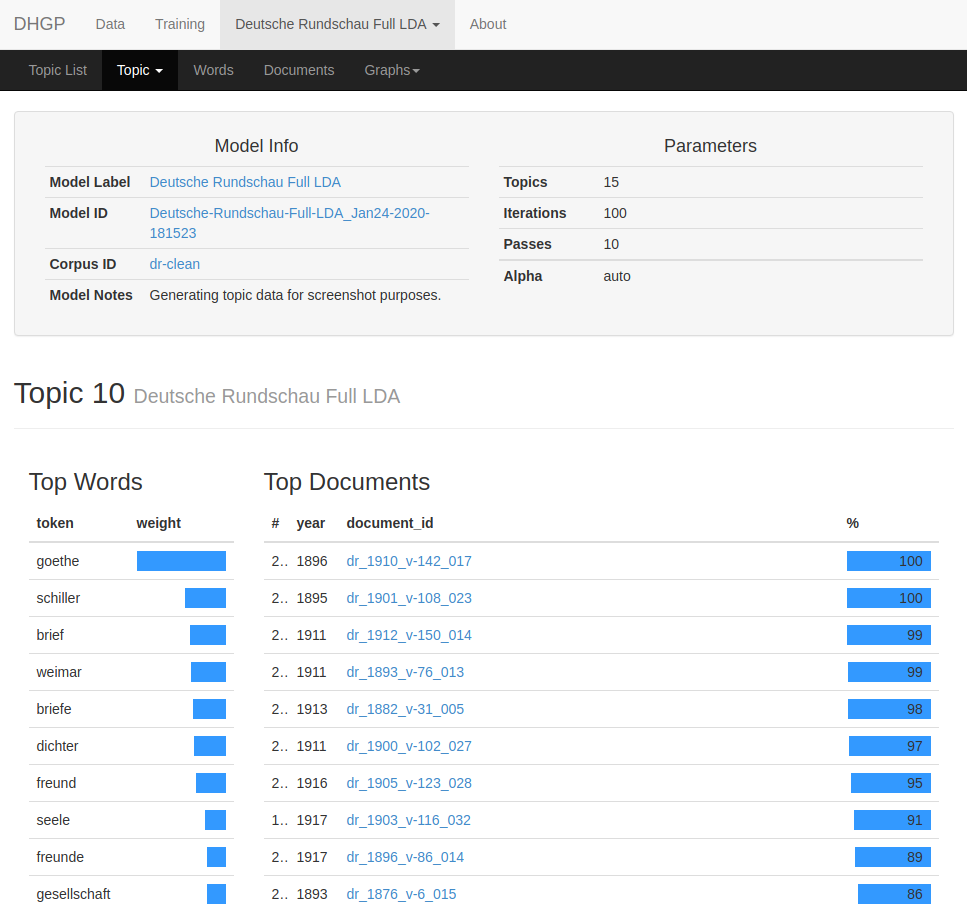 DHGP Data Training Deutsche Rundschau Full LDA About
Topic List Topic Words Documents Graphs
Model Info
Model Label Deutsche Rundschau Full LDA
Model ID Deutsche-Rundschau-Full-LDA_Jan24-2020-
181523
Corpus ID dr-clean
Model Notes Generating topic data for screenshot purposes.
Parameters
Topics 15
Iterations 100
Passes 10
Alpha auto
Topic 10 Deutsche Rundschau Full LDA
Top Words
token weight
goethe
schiller
brief
weimar
briefe
dichter
freund
seele
freunde
gesellschaft
Top Documents
# year document_id %
2.. 1896 dr_1910_v-142_017 100
2.. 1895 dr_1901_v-108_023 100
2.. 1911 dr_1912_v-150_014 99
2.. 1911 dr_1893_v-76_013 99
2.. 1913 dr_1882_v-31_005 98
2.. 1911 dr_1900_v-102_027 97
2.. 1916 dr_1905_v-123_028 95
1.. 1917 dr_1903_v-116_032 91
2.. 1917 dr_1896_v-86_014 89
2.. 1893 dr_1876_v-6_015 86